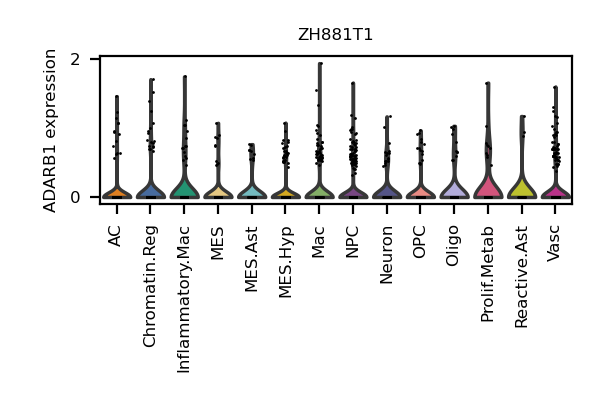 ZH881T1
ADARB1 expression
2
0
AC
Chromatin.Reg
Inflammatory.Mac
MES
MES.Ast
MES.Hyp
Mac
NPC
Neuron
OPC
Oligo
Prolif.Metab
Reactive.Ast
Vasc